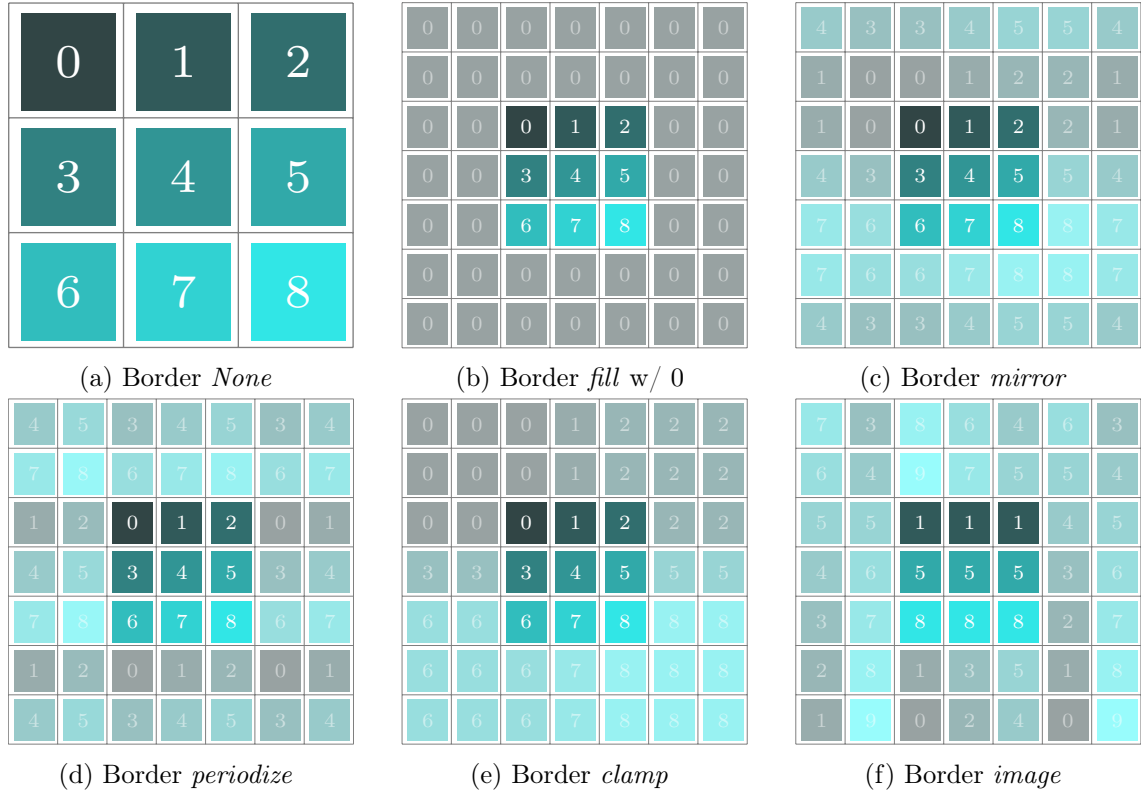 0 1 2
3 4 5
6 7 8
(a) Border None
0 0 0 0 0 0 0
0 0 0 0 0 0 0
0 0 0 1 2 0 0
0 0 3 4 5 0 0
0 0 6 7 8 0 0
0 0 0 0 0 0 0
0 0 0 0 0 0 0
(b) Border fill w/ 0
4 3 3 4 5 5 4
1 0 0 1 2 2 1
1 0 0 1 2 2 1
4 3 3 4 5 5 4
7 6 6 7 8 8 7
7 6 6 7 8 8 7
4 3 3 4 5 5 4
(c) Border mirror
4 5 3 4 5 3 4
7 8 6 7 8 6 7
1 2 0 1 2 0 1
4 5 3 4 5 3 4
7 8 6 7 8 6 7
1 2 0 1 2 0 1
4 5 3 4 5 3 4
(d) Border periodize
0 0 0 1 2 2 2
0 0 0 1 2 2 2
0 0 0 1 2 2 2
3 3 3 4 5 5 5
6 6 6 7 8 8 8
6 6 6 7 8 8 8
6 6 6 7 8 8 8
(e) Border clamp
7 3 8 6 4 6 3
6 4 9 7 5 5 4
5 5 1 1 1 4 5
4 6 5 5 5 3 6
3 7 8 8 8 2 7
2 8 1 3 5 1 8
1 9 0 2 4 0 9
(f) Border image